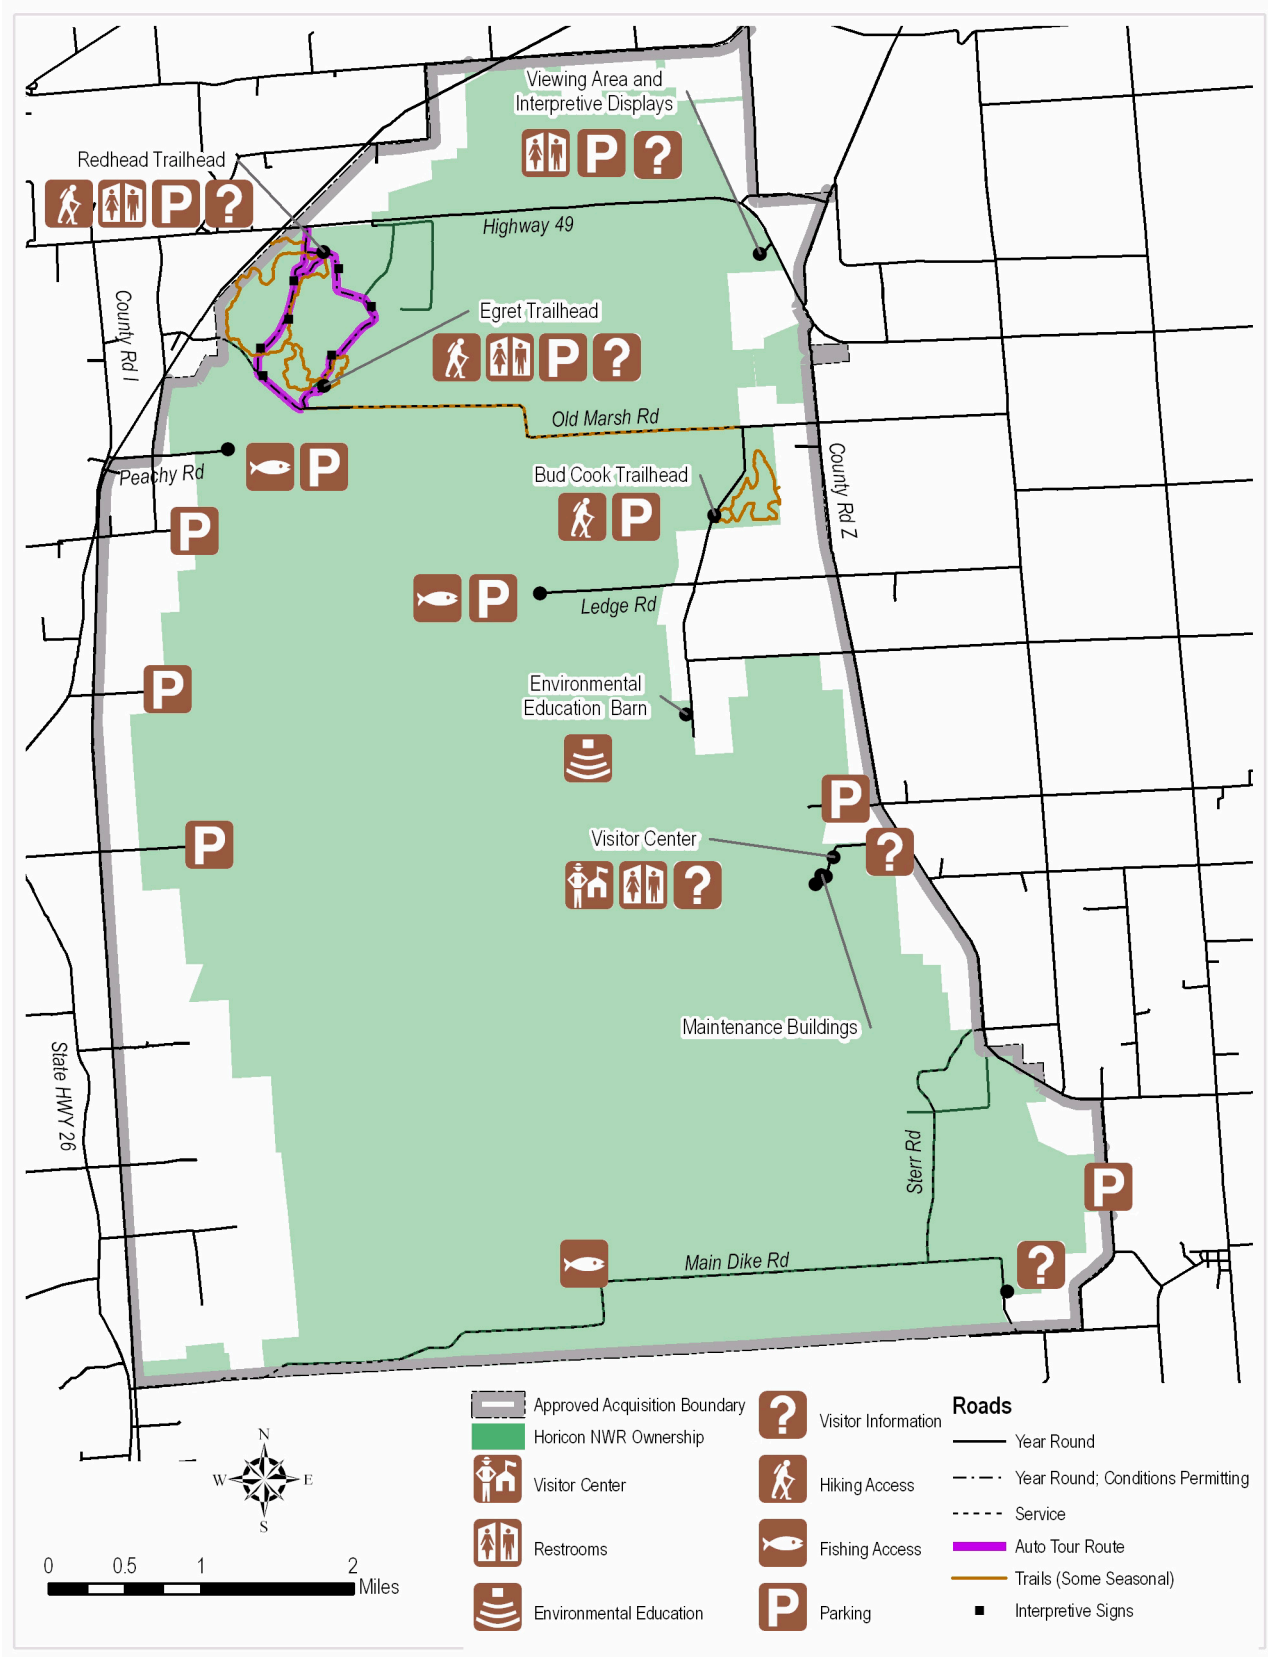 Viewing Area and
Interpretive Displays
P
?
Redhead Trailhead
P
?
Highway 49
County Rd I
Egret Trailhead
P
?
Old Marsh Rd
Peachy Rd
P
Bud Cook Trailhead
P
County Rd Z
P
P
Ledge Rd
P
Environmental
Education Barn
P
Visitor Center
?
P
?
Maintenance Buildings
State HWY 26
Sterr Rd
P
Main Dike Rd
?
Approved Acquisition Boundary
Horicon NWR Ownership
Visitor Center
Restrooms
Environmental Education
?
Visitor Information
Hiking Access
Fishing Access
P
Parking
Roads
Year Round
Year Round; Conditions Permitting
Service
Auto Tour Route
Trails (Some Seasonal)
Interpretive Signs
N
W
E
S
0
0.5
1
2
Miles